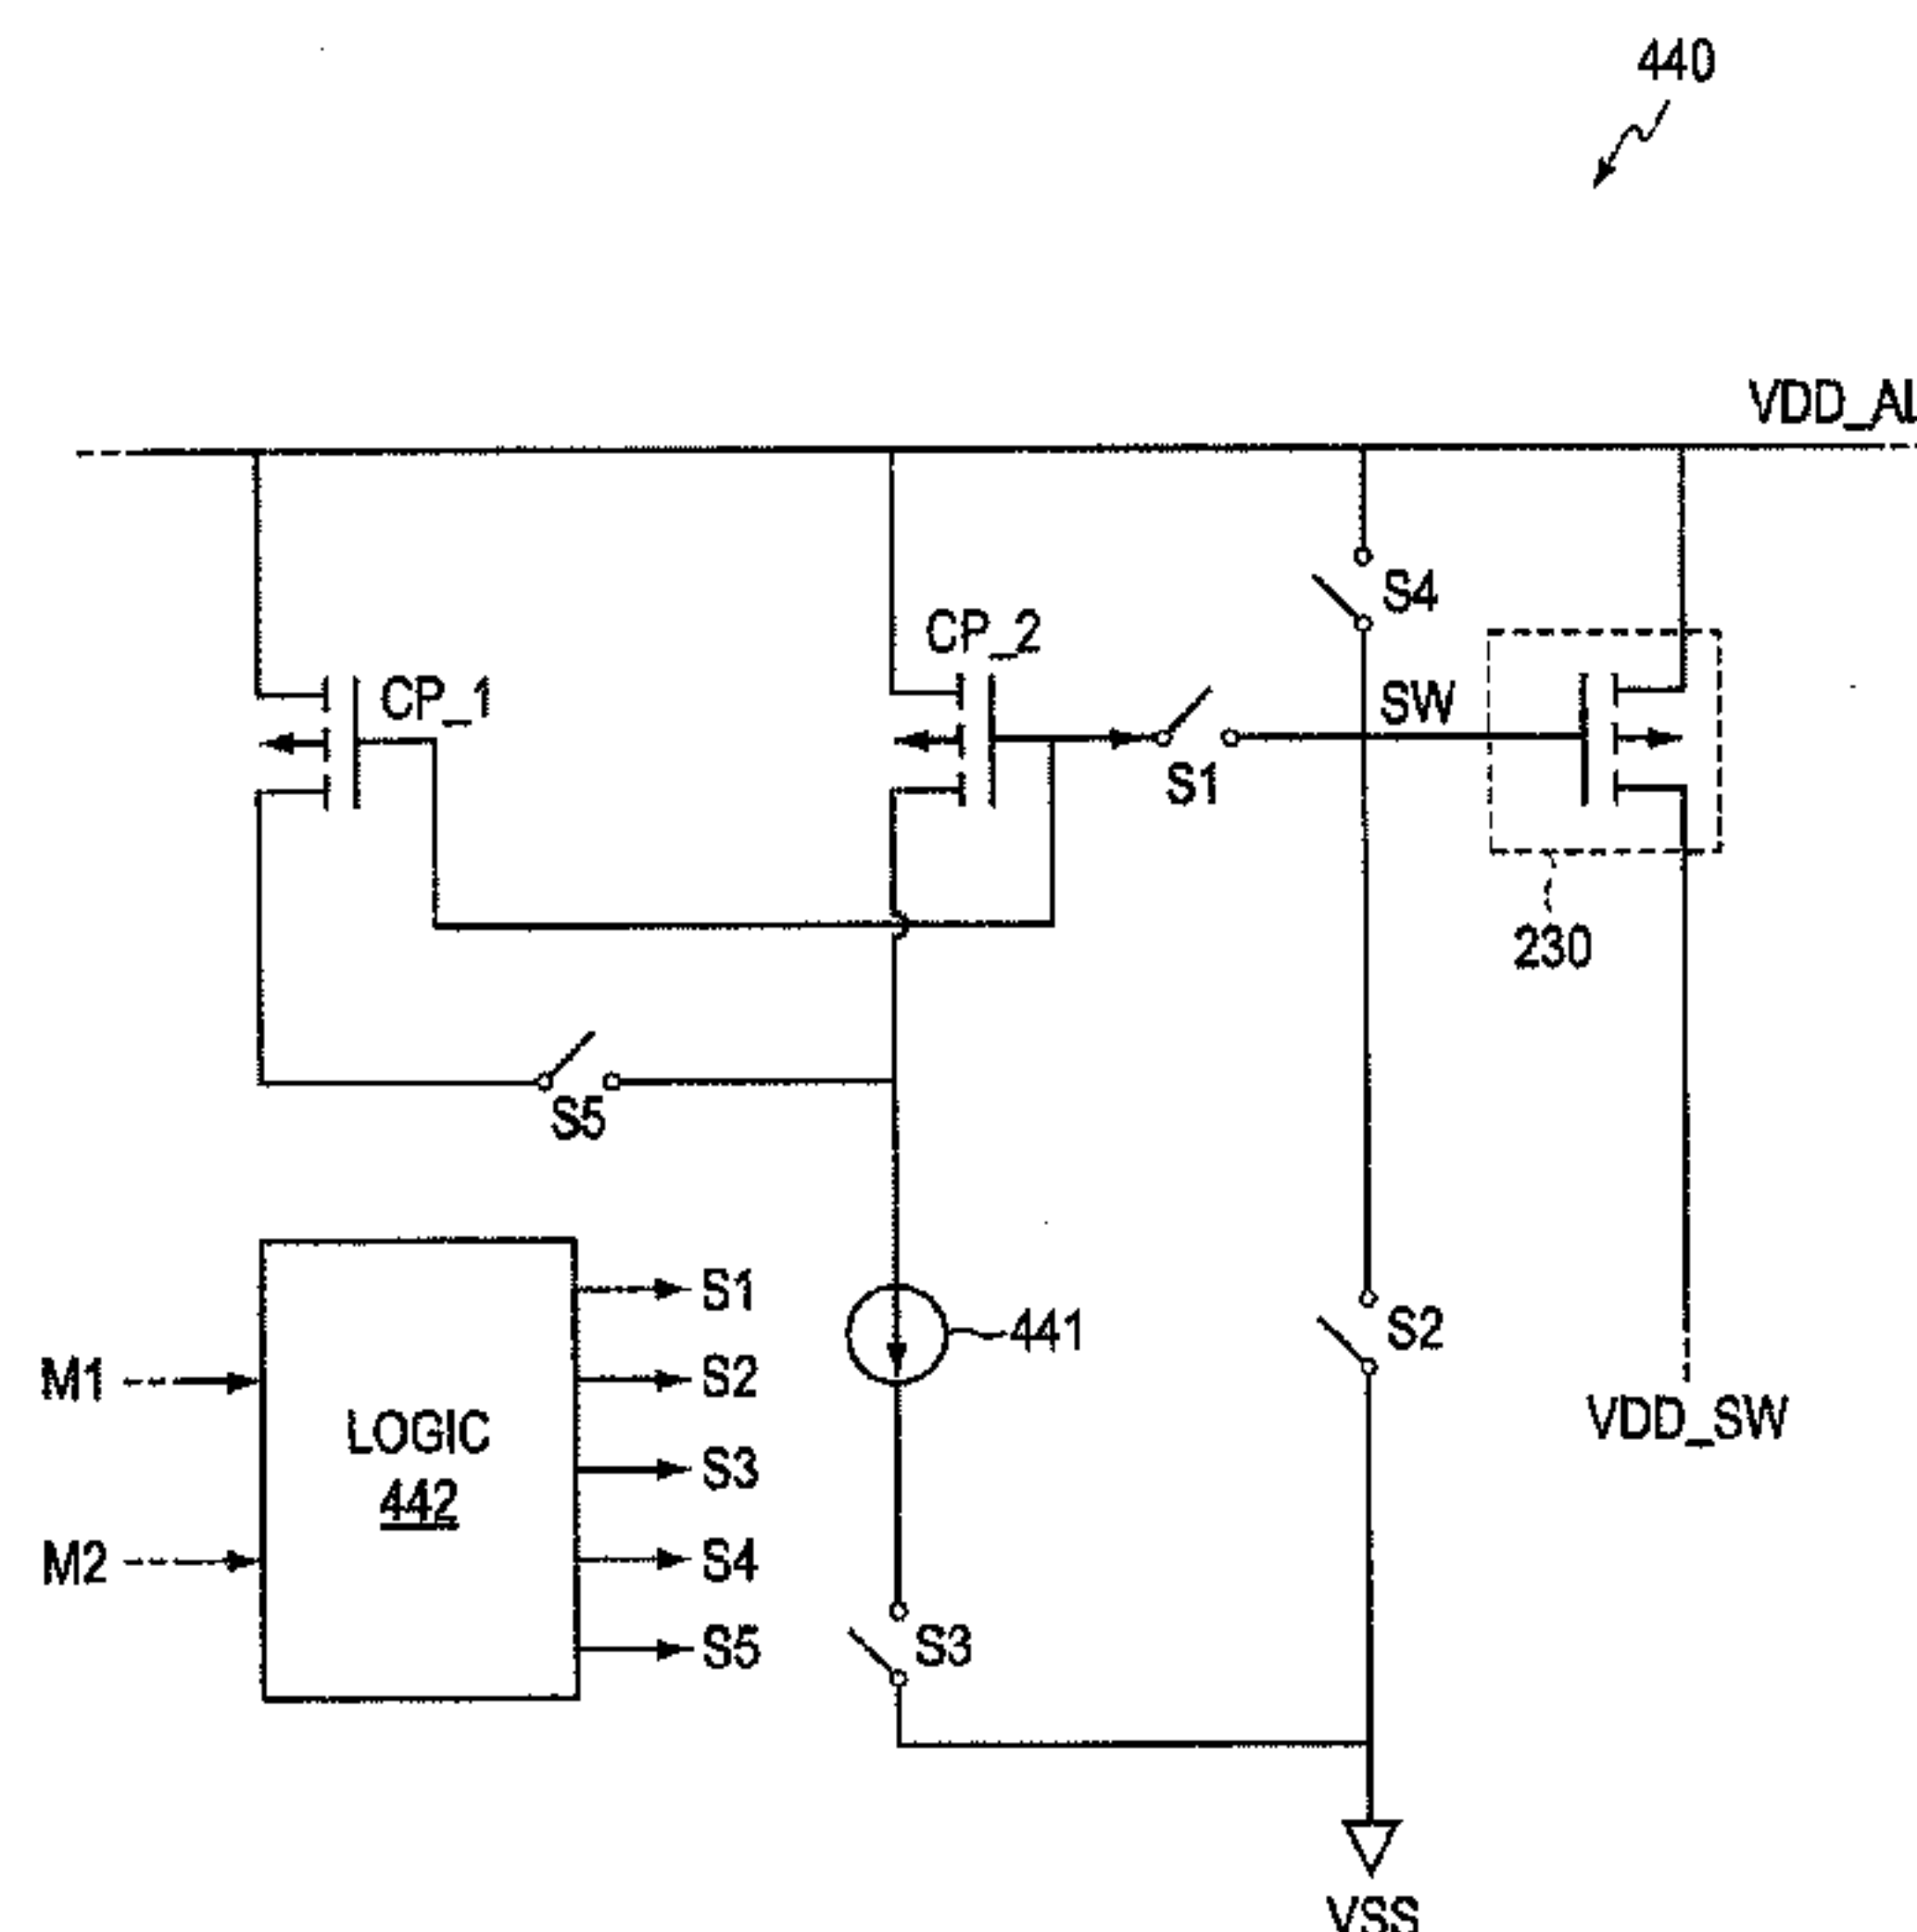 440
VDD_AL
S4
CP_2
CP_1
SW
S1
230
S5
S1
441
S2
M1
S2
VDD_SW
LOGIC
S3
442
M2
S4
S3
S5
VSS